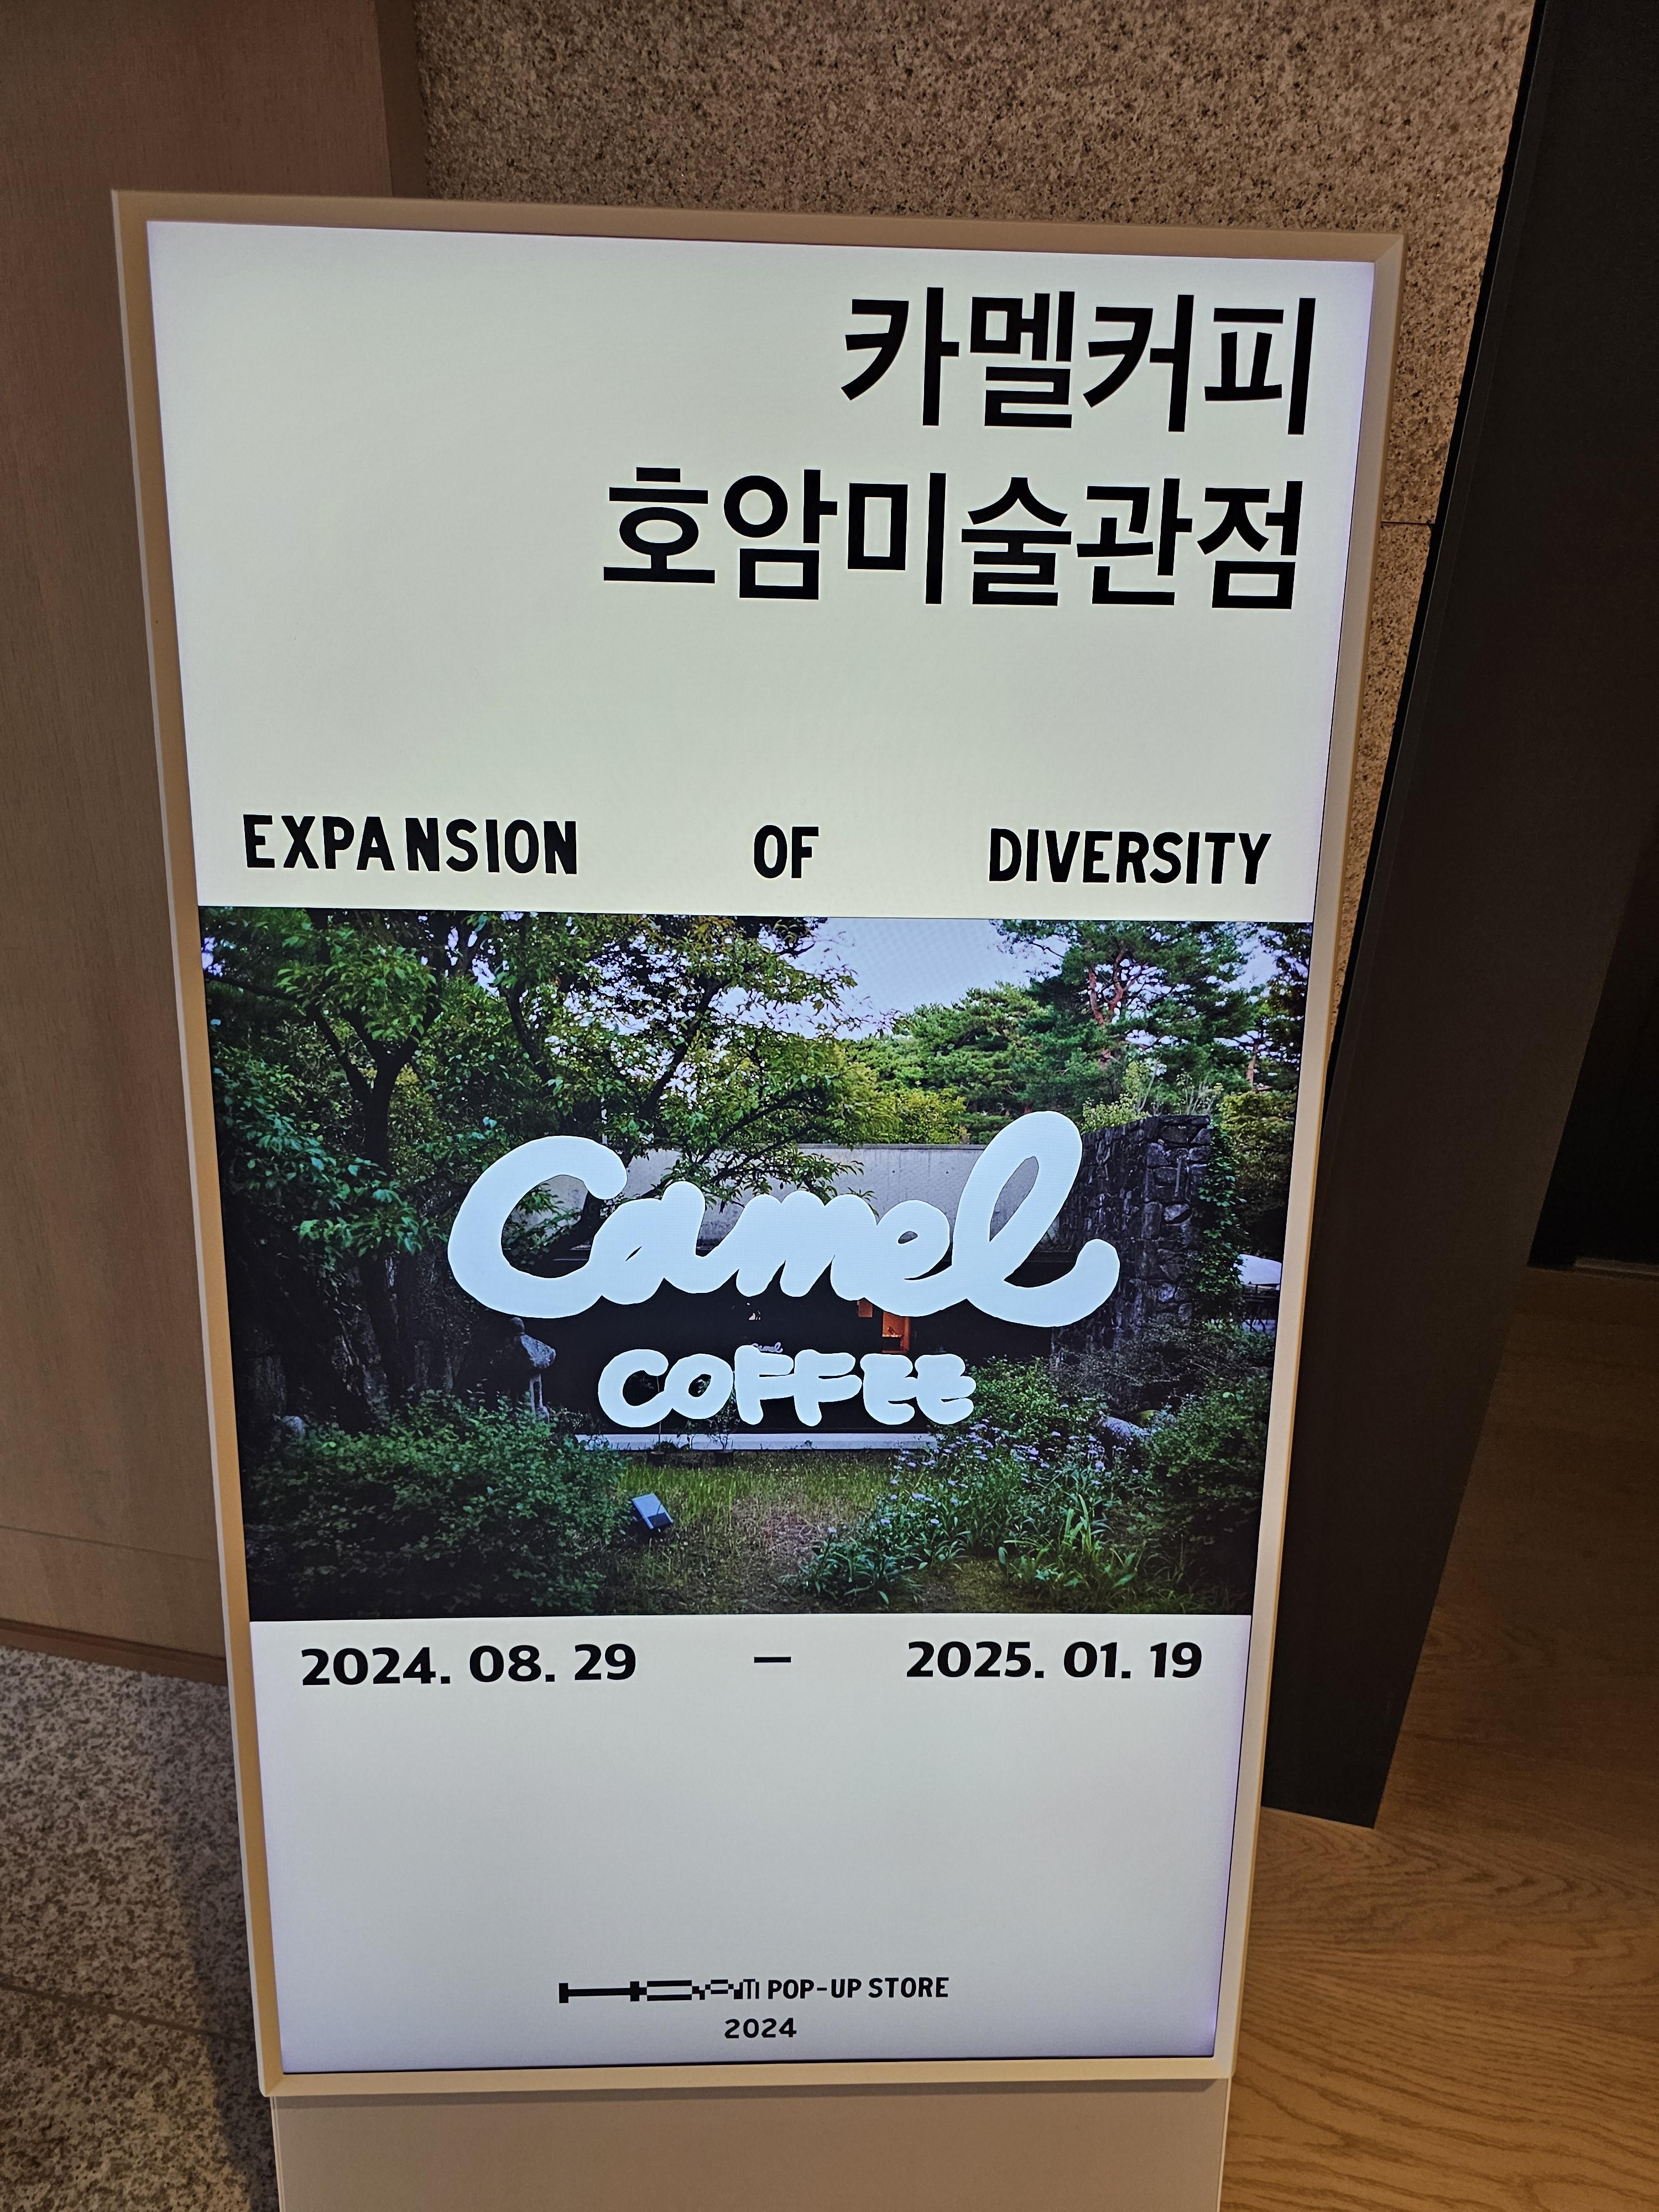 카멜커피
호암미술관점
EXPANSION OF DIVERSITY
Camel
COFFEE
2024. 08. 29 – 2025. 01. 19
POP-UP STORE
2024